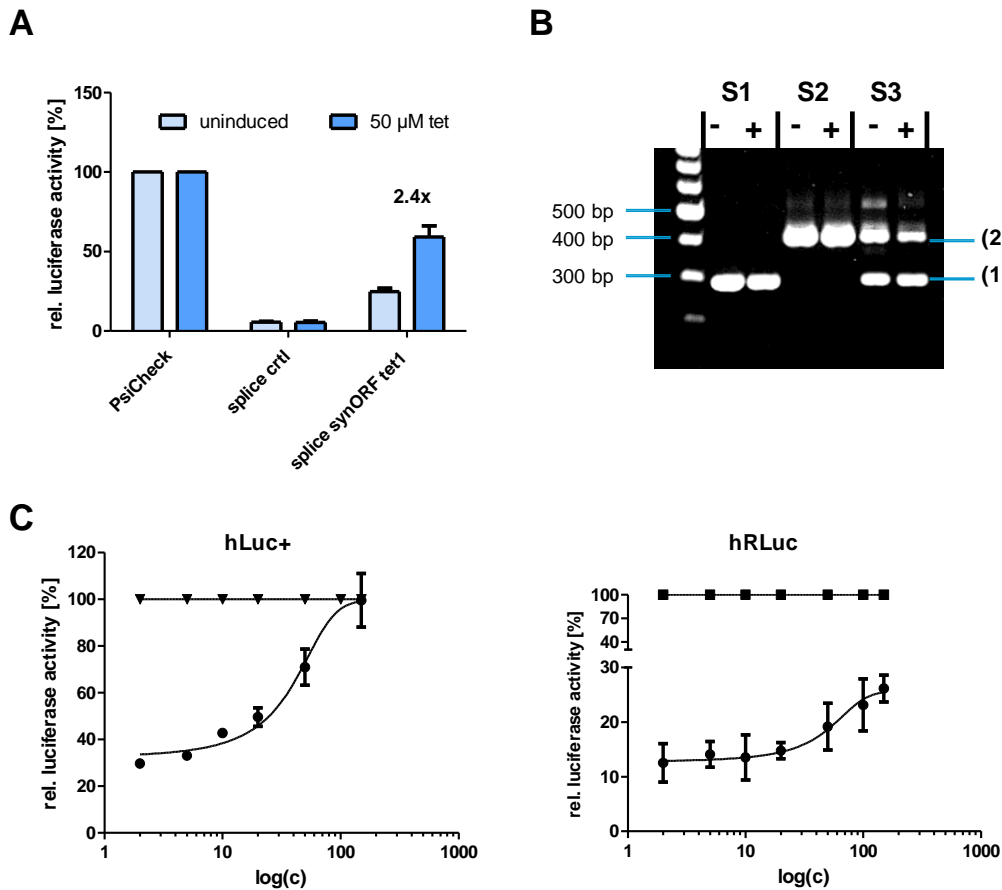 A
rel. luciferase activity [%]
150
100
50
0
uninduced
50 µM tet
2.4x
PsiCheck
splice crtl
splice synORF tet1
B
S1 S2 S3
- + - + - +
500 bp
400 bp
300 bp
(2
(1
C
hLuc+
rel. luciferase activity [%]
120
100
80
60
40
20
0
1 10 100 1000
log(c)
hRLuc
rel. luciferase activity [%]
100
70
40
30
20
10
0
1 10 100 1000
log(c)